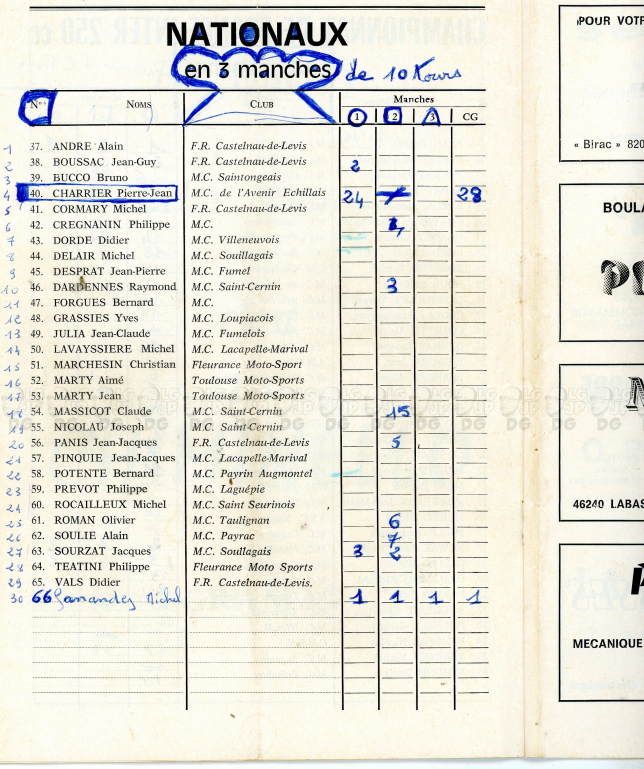 NATIONAUX
en 3 manches de 10 tours
Nos NOMS CLUB Manches
1 2 3 CG
1 37. ANDRE Alain F.R. Castelnau-de-Levis
2 38. BOUSSAC Jean-Guy F.R. Castelnau-de-Levis 2
3 39. BUCCO Bruno M.C. Saintongeais
4 40. CHARRIER Pierre-Jean M.C. de l'Avenir Echillais 24 28
5 41. CORMARY Michel F.R. Castelnau-de-Levis
6 42. CREGNANIN Philippe M.C.
7 43. DORDE Didier M.C. Villeneuvois
8 44. DELAIR Michel M.C. Souillagais
9 45. DESPRAT Jean-Pierre M.C. Fumel
10 46. DARDENNES Raymond M.C. Saint-Cernin 3
11 47. FORGUES Bernard M.C.
12 48. GRASSIES Yves M.C. Loupiacois
13 49. JULIA Jean-Claude M.C. Fumelois
14 50. LAVAYSSIERE Michel M.C. Lacapelle-Marival
15 51. MARCHESIN Christian Fleurance Moto-Sport
16 52. MARTY Aimé Toulouse Moto-Sports
17 53. MARTY Jean Toulouse Moto-Sports
18 54. MASSICOT Claude M.C. Saint-Cernin 15
19 55. NICOLAU Joseph M.C. Saint-Cernin
20 56. PANIS Jean-Jacques F.R. Castelnau-de-Levis 5
21 57. PINQUIE Jean-Jacques M.C. Lacapelle-Marival
22 58. POTENTE Bernard M.C. Payrin Augmontel
23 59. PREVOT Philippe M.C. Laguépie
24 60. ROCAILLEUX Michel M.C. Saint Seurinois
25 61. ROMAN Olivier M.C. Taulignan 6
26 62. SOULIE Alain M.C. Payrac 7
27 63. SOURZAT Jacques M.C. Soullagais 3 2
28 64. TEATINI Philippe Fleurance Moto Sports
29 65. VALS Didier F.R. Castelnau-de-Levis.
30 66 Fernandez Michel 1 1 1 1
POUR VOTR
« Birac » 820
BOULA
46240 LABAS
MECANIQUE